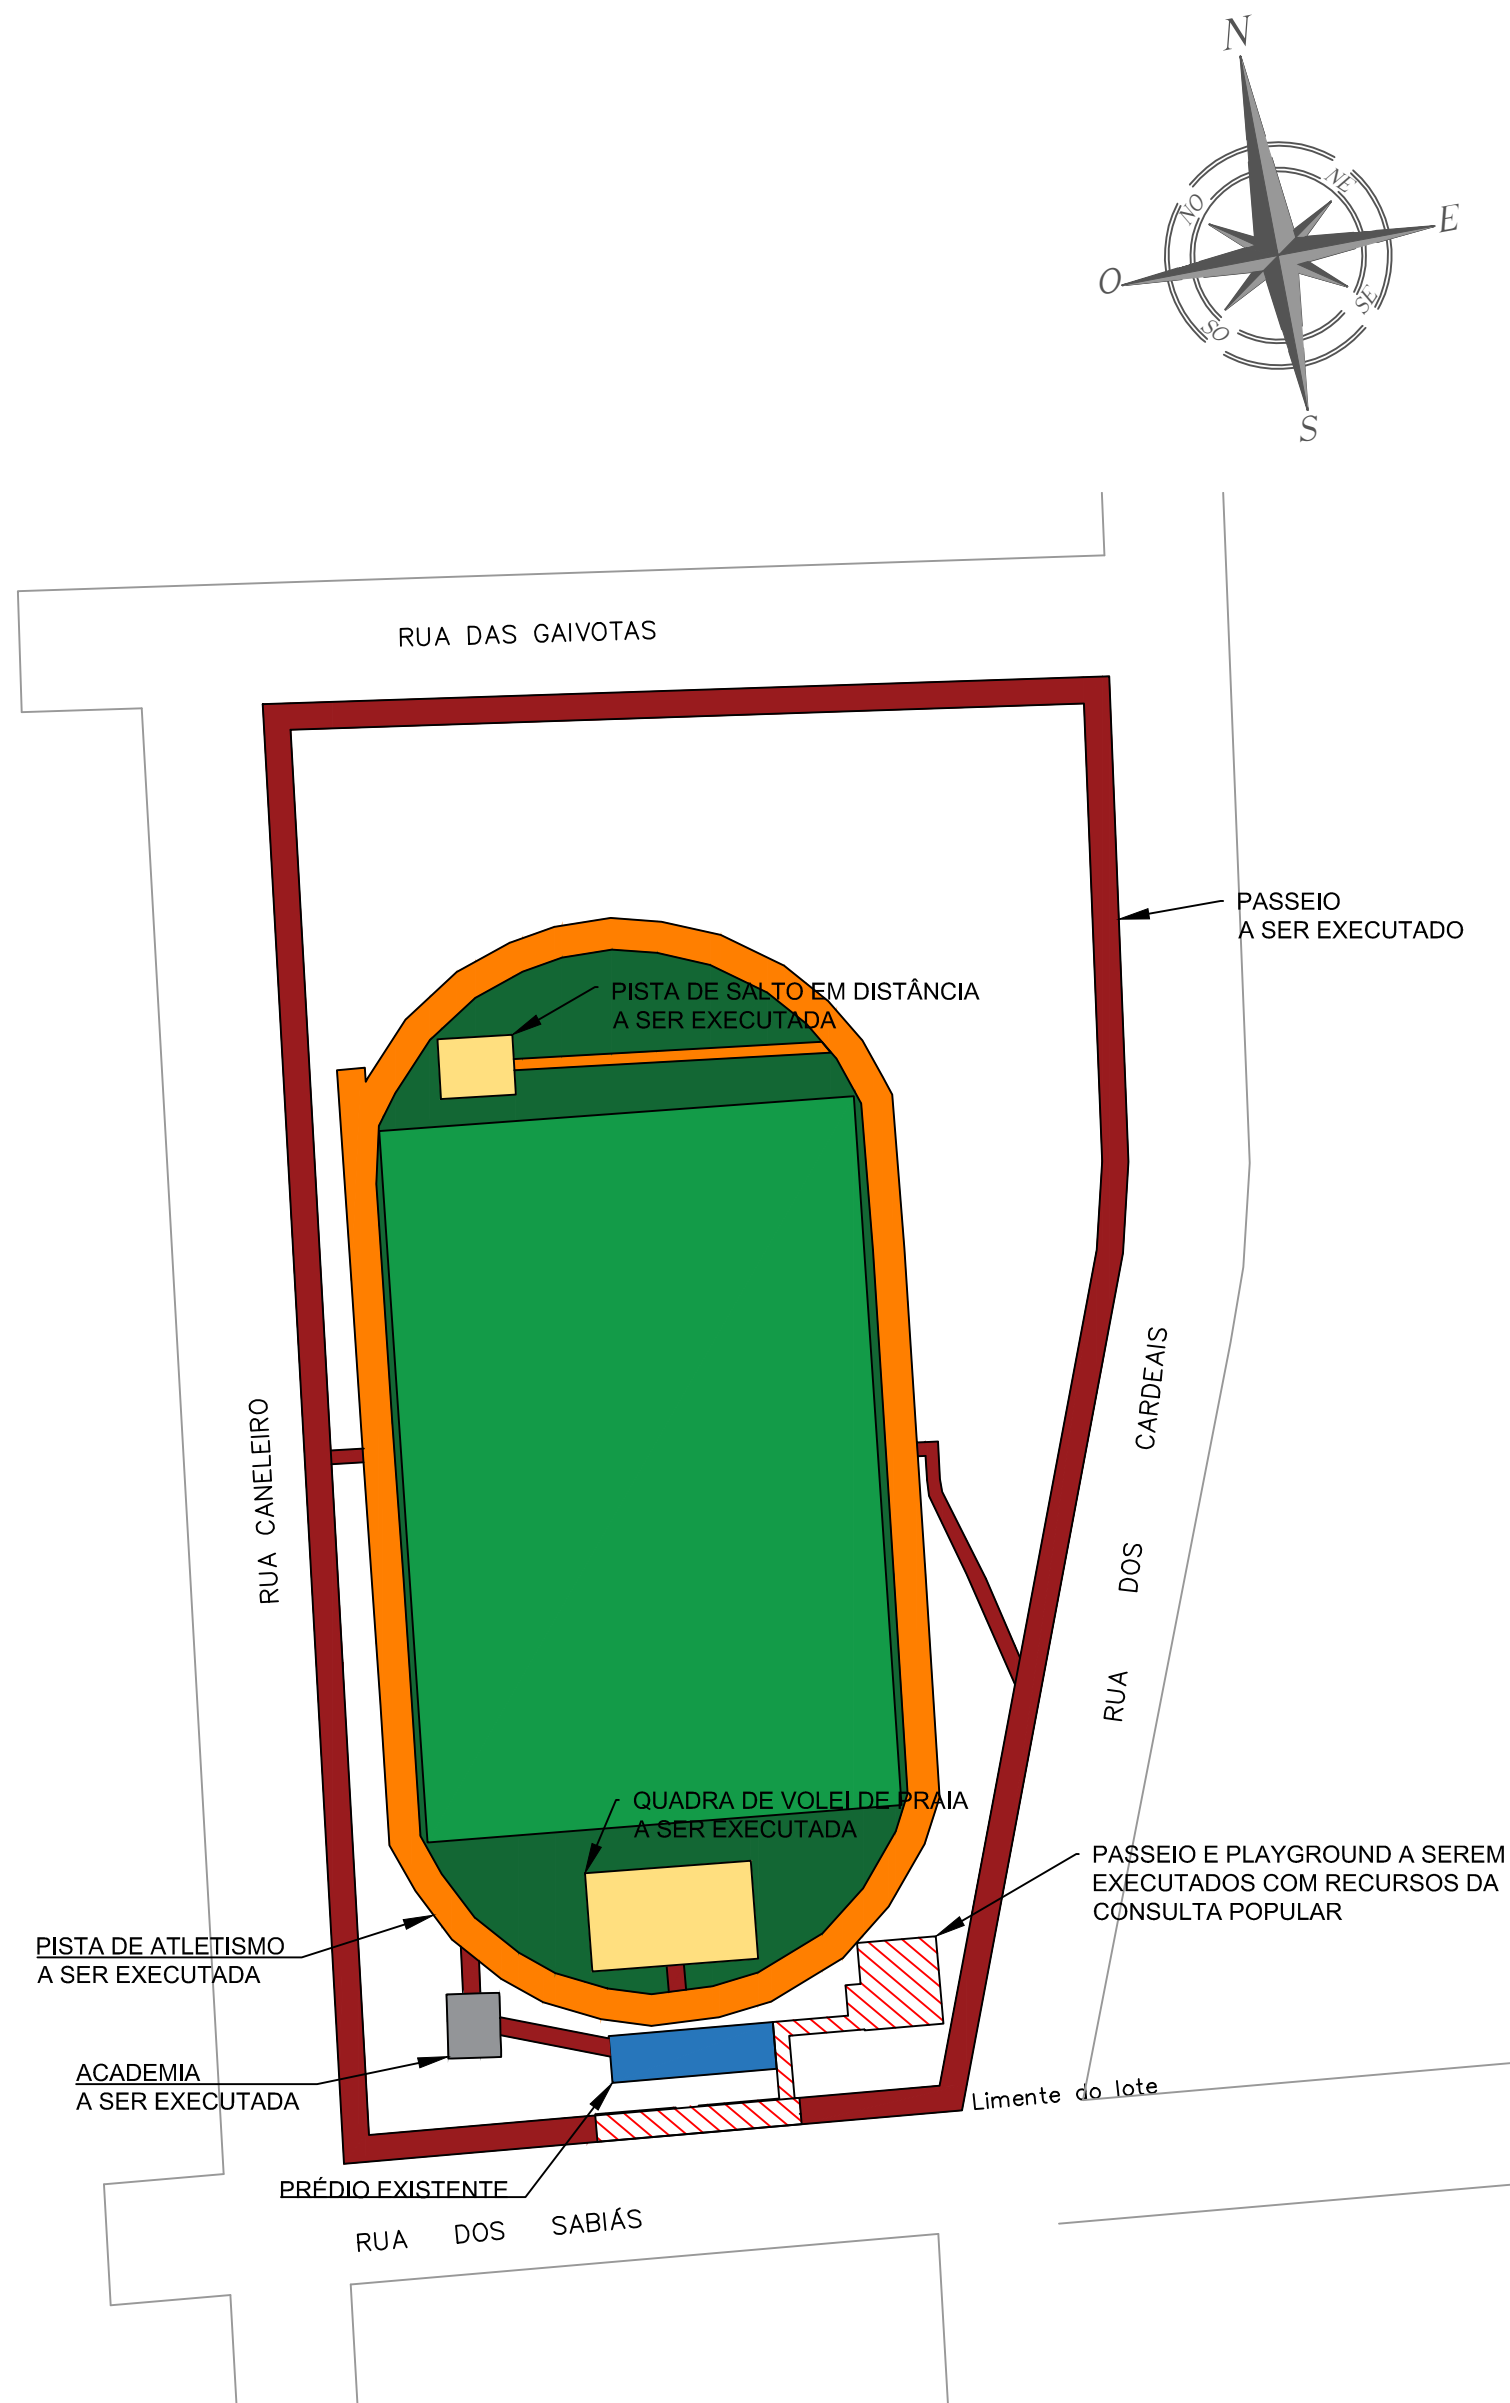 N
NO
NE
E
O
SO
SE
S
RUA DAS GAIVOTAS
PASSEIO
A SER EXECUTADO
PISTA DE SALTO EM DISTÂNCIA
A SER EXECUTADA
RUA CANELEIRO
RUA DOS CARDEAIS
QUADRA DE VOLEI DE PRAIA
A SER EXECUTADA
PASSEIO E PLAYGROUND A SEREM
EXECUTADOS COM RECURSOS DA
CONSULTA POPULAR
PISTA DE ATLETISMO
A SER EXECUTADA
ACADEMIA
A SER EXECUTADA
Limente do lote
PRÉDIO EXISTENTE
RUA DOS SABIÁS